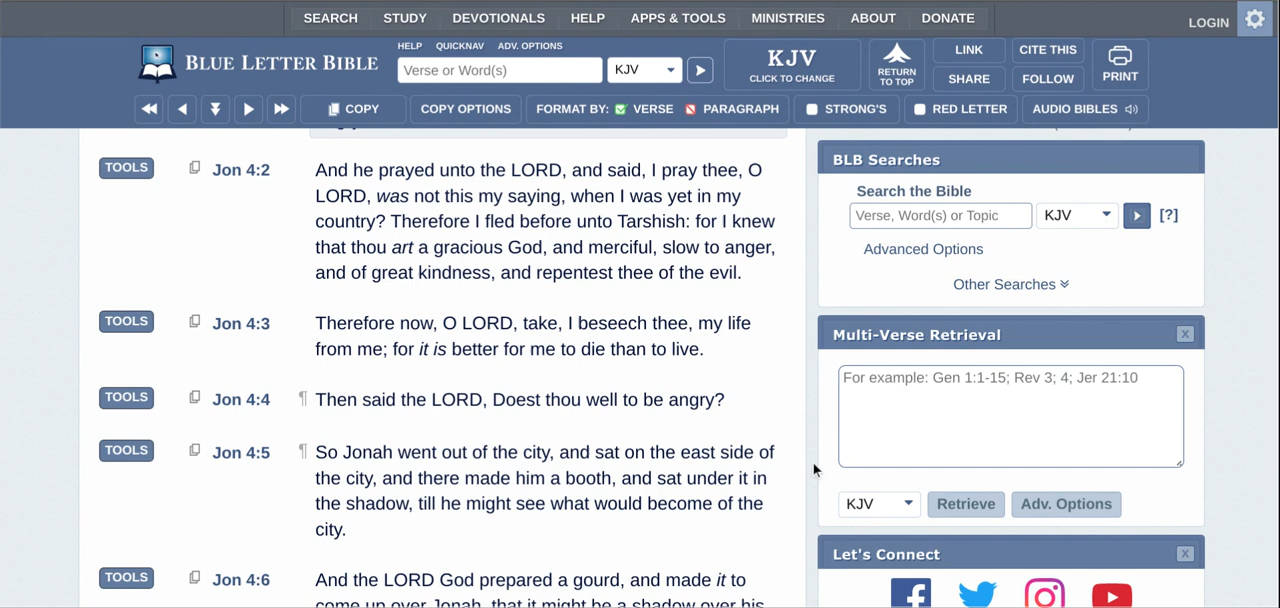 SEARCH STUDY DEVOTIONALS HELP APPS & TOOLS MINISTRIES ABOUT DONATE LOGIN
BLUE LETTER BIBLE
HELP QUICKNAV ADV. OPTIONS
Verse or Word(s) KJV
KJV
CLICK TO CHANGE
RETURN
TO TOP
LINK CITE THIS
SHARE FOLLOW
PRINT
COPY COPY OPTIONS FORMAT BY: VERSE PARAGRAPH STRONG'S RED LETTER AUDIO BIBLES
TOOLS Jon 4:2 And he prayed unto the LORD, and said, I pray thee, O
LORD, was not this my saying, when I was yet in my
country? Therefore I fled before unto Tarshish: for I knew
that thou art a gracious God, and merciful, slow to anger,
and of great kindness, and repentest thee of the evil.
TOOLS Jon 4:3 Therefore now, O LORD, take, I beseech thee, my life
from me; for it is better for me to die than to live.
TOOLS Jon 4:4 ¶ Then said the LORD, Doest thou well to be angry?
TOOLS Jon 4:5 ¶ So Jonah went out of the city, and sat on the east side of
the city, and there made him a booth, and sat under it in
the shadow, till he might see what would become of the
city.
TOOLS Jon 4:6 And the LORD God prepared a gourd, and made it to
come up over Jonah, that it might be a shadow over his
BLB Searches
Search the Bible
Verse, Word(s) or Topic KJV [?]
Advanced Options
Other Searches
Multi-Verse Retrieval X
For example: Gen 1:1-15; Rev 3; 4; Jer 21:10
KJV Retrieve Adv. Options
Let's Connect X